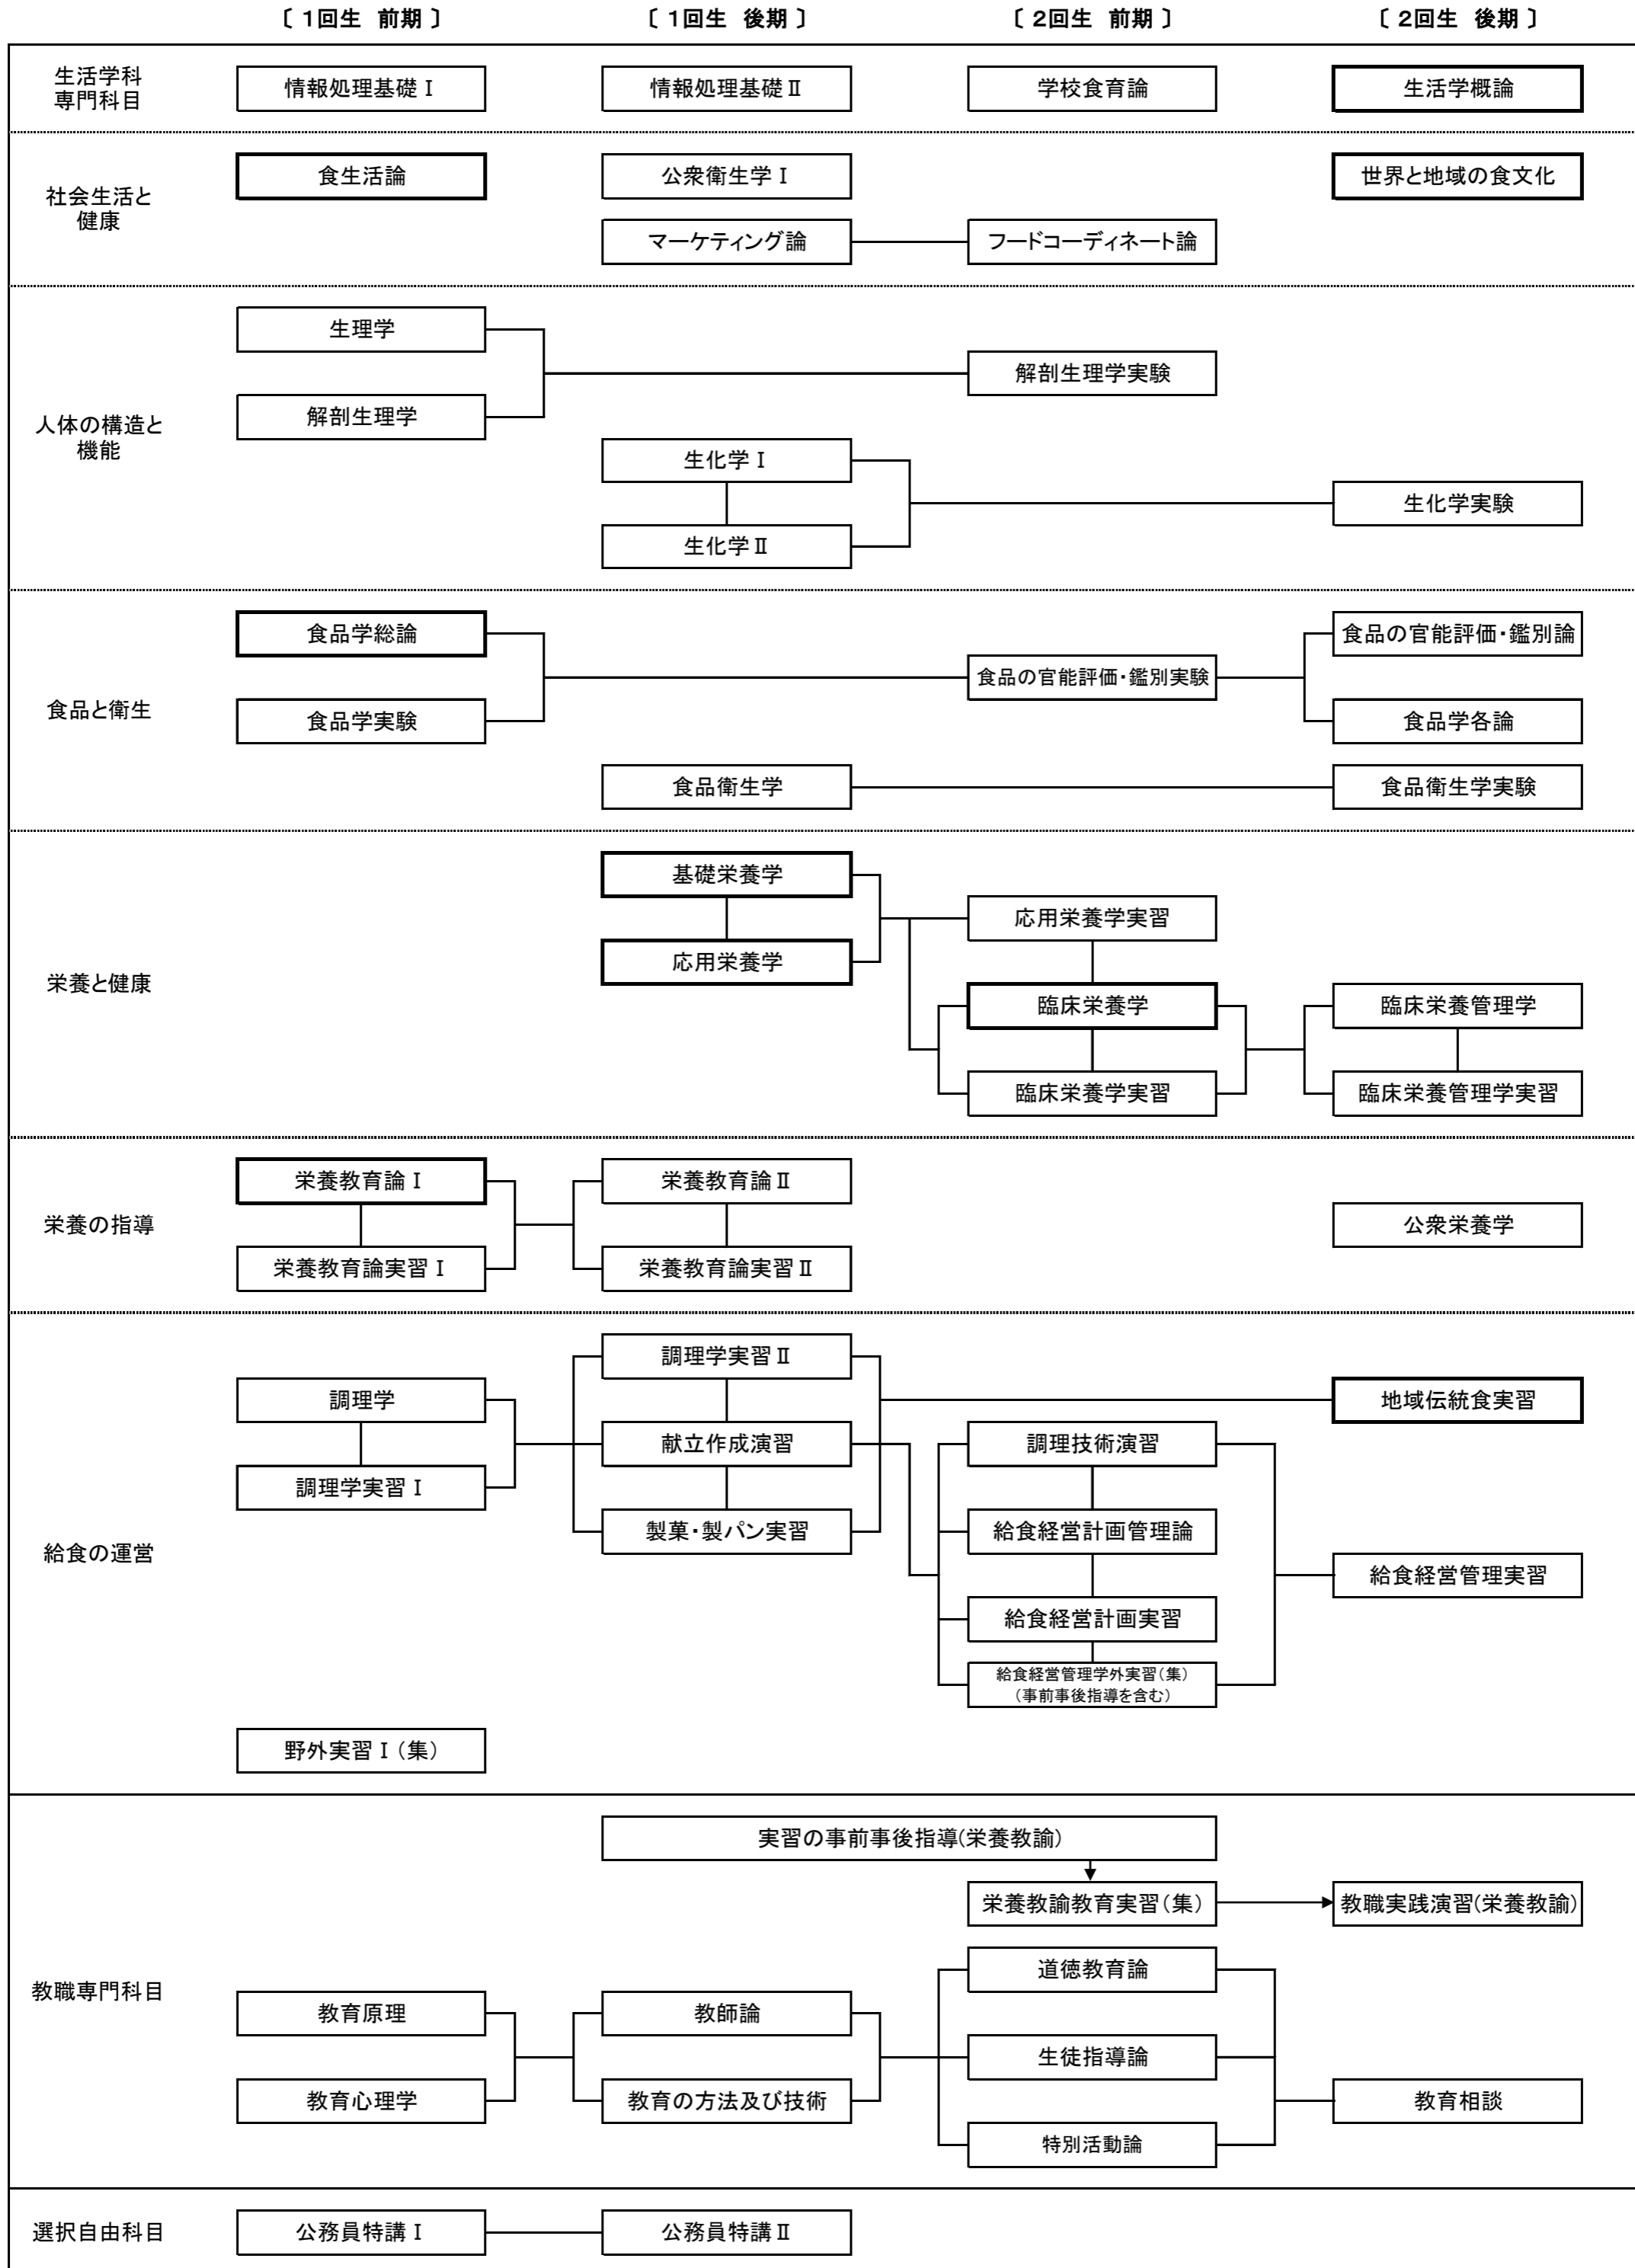 〔 1回生 前期 〕 〔 1回生 後期 〕 〔 2回生 前期 〕 〔 2回生 後期 〕
生活学科
専門科目
情報処理基礎Ⅰ 情報処理基礎Ⅱ 学校食育論 生活学概論
社会生活と
健康
食生活論 公衆衛生学Ⅰ 世界と地域の食文化
マーケティング論 フードコーディネート論
人体の構造と
機能
生理学
解剖生理学実験
解剖生理学
生化学Ⅰ
生化学実験
生化学Ⅱ
食品と衛生
食品学総論 食品の官能評価・鑑別論
食品の官能評価・鑑別実験
食品学実験 食品学各論
食品衛生学 食品衛生学実験
栄養と健康
基礎栄養学
応用栄養学実習
応用栄養学
臨床栄養学 臨床栄養管理学
臨床栄養学実習 臨床栄養管理学実習
栄養の指導
栄養教育論Ⅰ 栄養教育論Ⅱ
公衆栄養学
栄養教育論実習Ⅰ 栄養教育論実習Ⅱ
給食の運営
調理学実習Ⅱ
調理学 地域伝統食実習
献立作成演習 調理技術演習
調理学実習Ⅰ
製菓・製パン実習 給食経営計画管理論
給食経営管理実習
給食経営計画実習
給食経営管理学外実習(集)
(事前事後指導を含む)
野外実習Ⅰ(集)
教職専門科目
実習の事前事後指導(栄養教諭)
栄養教諭教育実習(集) 教職実践演習(栄養教諭)
道徳教育論
教育原理 教師論
生徒指導論
教育心理学 教育の方法及び技術 教育相談
特別活動論
選択自由科目
公務員特講Ⅰ 公務員特講Ⅱ